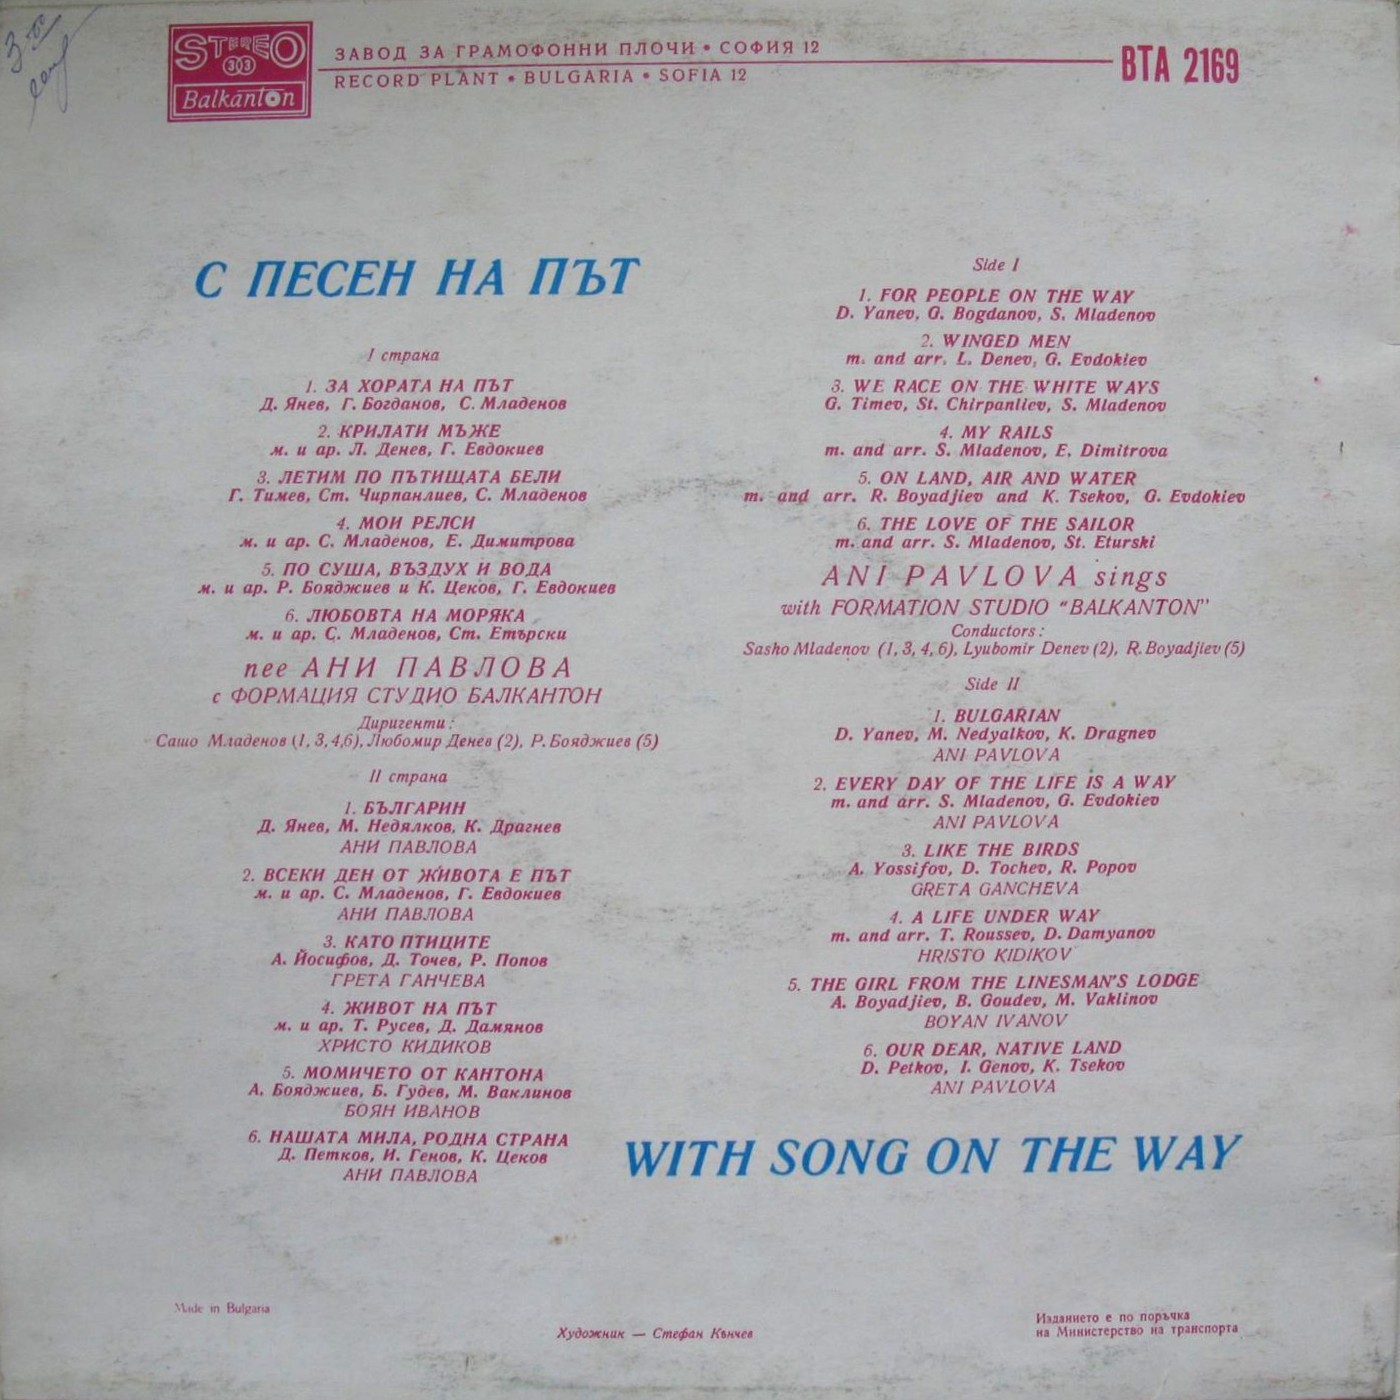 STEREO
33
Balkanton
ЗАВОД ЗА ГРАМОФОННИ ПЛОЧИ • СОФИЯ 12
RECORD PLANT • BULGARIA • SOFIA 12
ВТА 2169
С ПЕСЕН НА ПЪТ
I страна
1. ЗА ХОРАТА НА ПЪТ
Д. Янев, Г. Богданов, С. Младенов
2. КРИЛАТИ МЪЖЕ
м. и ар. Л. Денев, Г. Евдокиев
3. ЛЕТИМ ПО ПЪТИЩАТА БЕЛИ
Г. Тимев, Ст. Чирпанлиев, С. Младенов
4. МОИ РЕЛСИ
м. и ар. С. Младенов, Е. Димитрова
5. ПО СУША, ВЪЗДУХ И ВОДА
м. и ар. Р. Бояджиев и К. Цеков, Г. Евдокиев
6. ЛЮБОВТА НА МОРЯКА
м. и ар. С. Младенов, Ст. Етърски
пее АНИ ПАВЛОВА
с ФОРМАЦИЯ СТУДИО БАЛКАНТОН
Диригенти:
Сашо Младенов (1, 3, 4,6), Любомир Денев (2), Р. Бояджиев (5)
II страна
1. БЪЛГАРИН
Д. Янев, М. Недялков, К. Драгнев
АНИ ПАВЛОВА
2. ВСЕКИ ДЕН ОТ ЖИВОТА Е ПЪТ
м. и ар. С. Младенов, Г. Евдокиев
АНИ ПАВЛОВА
3. КАТО ПТИЦИТЕ
А. Йосифов, Д. Точев, Р. Попов
ГРЕТА ГАНЧЕВА
4. ЖИВОТ НА ПЪТ
м. и ар. Т. Русев, Д. Дамянов
ХРИСТО КИДИКОВ
5. МОМИЧЕТО ОТ КАНТОНА
А. Бояджиев, Б. Гудев, М. Ваклинов
БОЯН ИВАНОВ
6. НАШАТА МИЛА, РОДНА СТРАНА
Д. Петков, И. Генов, К. Цеков
АНИ ПАВЛОВА
Side I
1. FOR PEOPLE ON THE WAY
D. Yanev, G. Bogdanov, S. Mladenov
2. WINGED MEN
m. and arr. L. Denev, G. Evdokiev
3. WE RACE ON THE WHITE WAYS
G. Timev, St. Chirpanliev, S. Mladenov
4. MY RAILS
m. and arr. S. Mladenov, E. Dimitrova
5. ON LAND, AIR AND WATER
m. and arr. R. Boyadjiev and K. Tsekov, G. Evdokiev
6. THE LOVE OF THE SAILOR
m. and arr. S. Mladenov, St. Eturski
ANI PAVLOVA sings
with FORMATION STUDIO "BALKANTON"
Conductors:
Sasho Mladenov (1, 3, 4, 6), Lyubomir Denev (2), R. Boyadjiev (5)
Side II
1. BULGARIAN
D. Yanev, M. Nedyalkov, K. Dragnev
ANI PAVLOVA
2. EVERY DAY OF THE LIFE IS A WAY
m. and arr. S. Mladenov, G. Evdokiev
ANI PAVLOVA
3. LIKE THE BIRDS
A. Yossifov, D. Tochev, R. Popov
GRETA GANCHEVA
4. A LIFE UNDER WAY
m. and arr. T. Roussev, D. Damyanov
HRISTO KIDIKOV
5. THE GIRL FROM THE LINESMAN'S LODGE
A. Boyadjiev, B. Goudev, M. Vaklinov
BOYAN IVANOV
6. OUR DEAR, NATIVE LAND
D. Petkov, I. Genov, K. Tsekov
ANI PAVLOVA
WITH SONG ON THE WAY
Made in Bulgaria
Художник — Стефан Кънчев
Изданието е по поръчка
на Министерство на транспорта